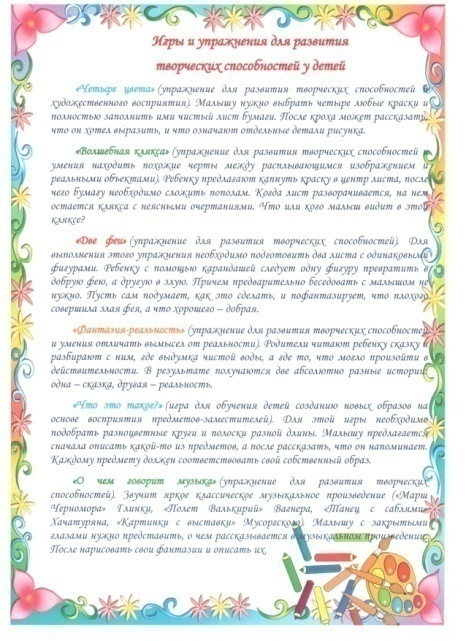 Игры и упражнения для развития
творческих способностей у детей
«Четыре цвета» (упражнение для развития творческих способностей и
художественного восприятия). Малышу нужно выбрать четыре любые краски и
полностью заполнить ими чистый лист бумаги. После кроха может рассказать,
что он хотел выразить, и что означают отдельные детали рисунка.
«Волшебная клякса» (упражнение для развития творческих способностей и
умения находить похожие черты между расплывающимся изображением и
реальными объектами). Ребенку предлагают капнуть краску в центр листа, после
чего бумагу необходимо сложить пополам. Когда лист разворачивается, на нем
остается клякса с неясными очертаниями. Что или кого малыш видит в этой
кляксе?
«Две феи» (упражнение для развития творческих способностей). Для
выполнения этого упражнения необходимо подготовить два листа с одинаковыми
фигурами. Ребенку с помощью карандашей следует одну фигуру превратить в
добрую фею, а другую в злую. Причем предварительно беседовать с малышом не
нужно. Пусть сам подумает, как это сделать, и пофантазирует, что плохого
совершила злая фея, а что хорошего – добрая.
«Фантазия-реальность» (упражнение для развития творческих способностей
и умения отличать вымысел от реальности). Родители читают ребенку сказку и
разбирают с ним, где выдумка чистой воды, а где то, что могло произойти в
действительности. В результате получаются две абсолютно разные истории:
одна – сказка, другая – реальность.
«Что это такое?» (игра для обучения детей созданию новых образов на
основе восприятия предметов-заместителей). Для этой игры необходимо
подобрать разноцветные круги и полоски разной длины. Малышу предлагается
сначала описать какой-то из предметов, а после рассказать, что он напоминает.
Каждому предмету должен соответствовать свой собственный образ.
«О чем говорит музыка» (упражнение для развития творческих
способностей). Звучит яркое классическое музыкальное произведение («Марш
Черномора» Глинки, «Полет Валькирий» Вагнера, «Танец с саблями»
Хачатуряна, «Картинки с выставки» Мусоргского). Малышу с закрытыми
глазами нужно представить, о чем рассказывается в музыкальном произведении.
После нарисовать свои фантазии и описать их.